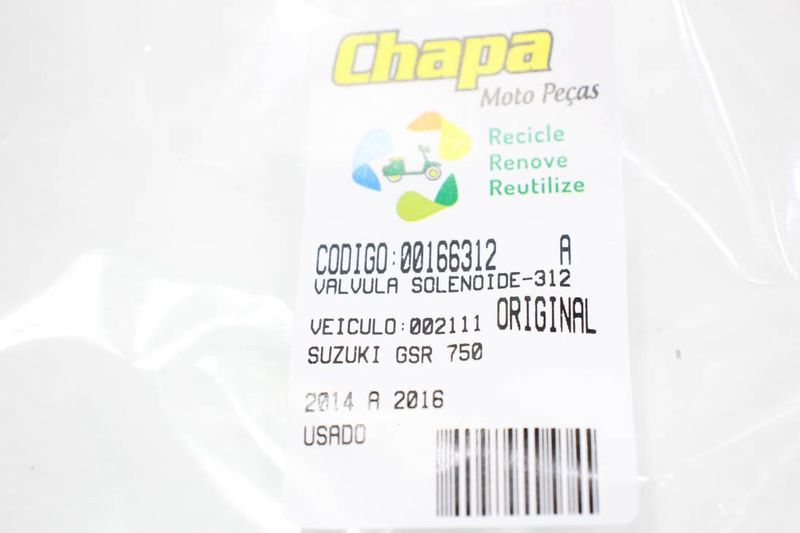 Chapa
Moto Peças
Recicle
Renove
Reutilize
CODIGO:00166312 A
VALVULA SOLENOIDE-312
VEICULO:002111 ORIGINAL
SUZUKI GSR 750
2014 A 2016
USADO